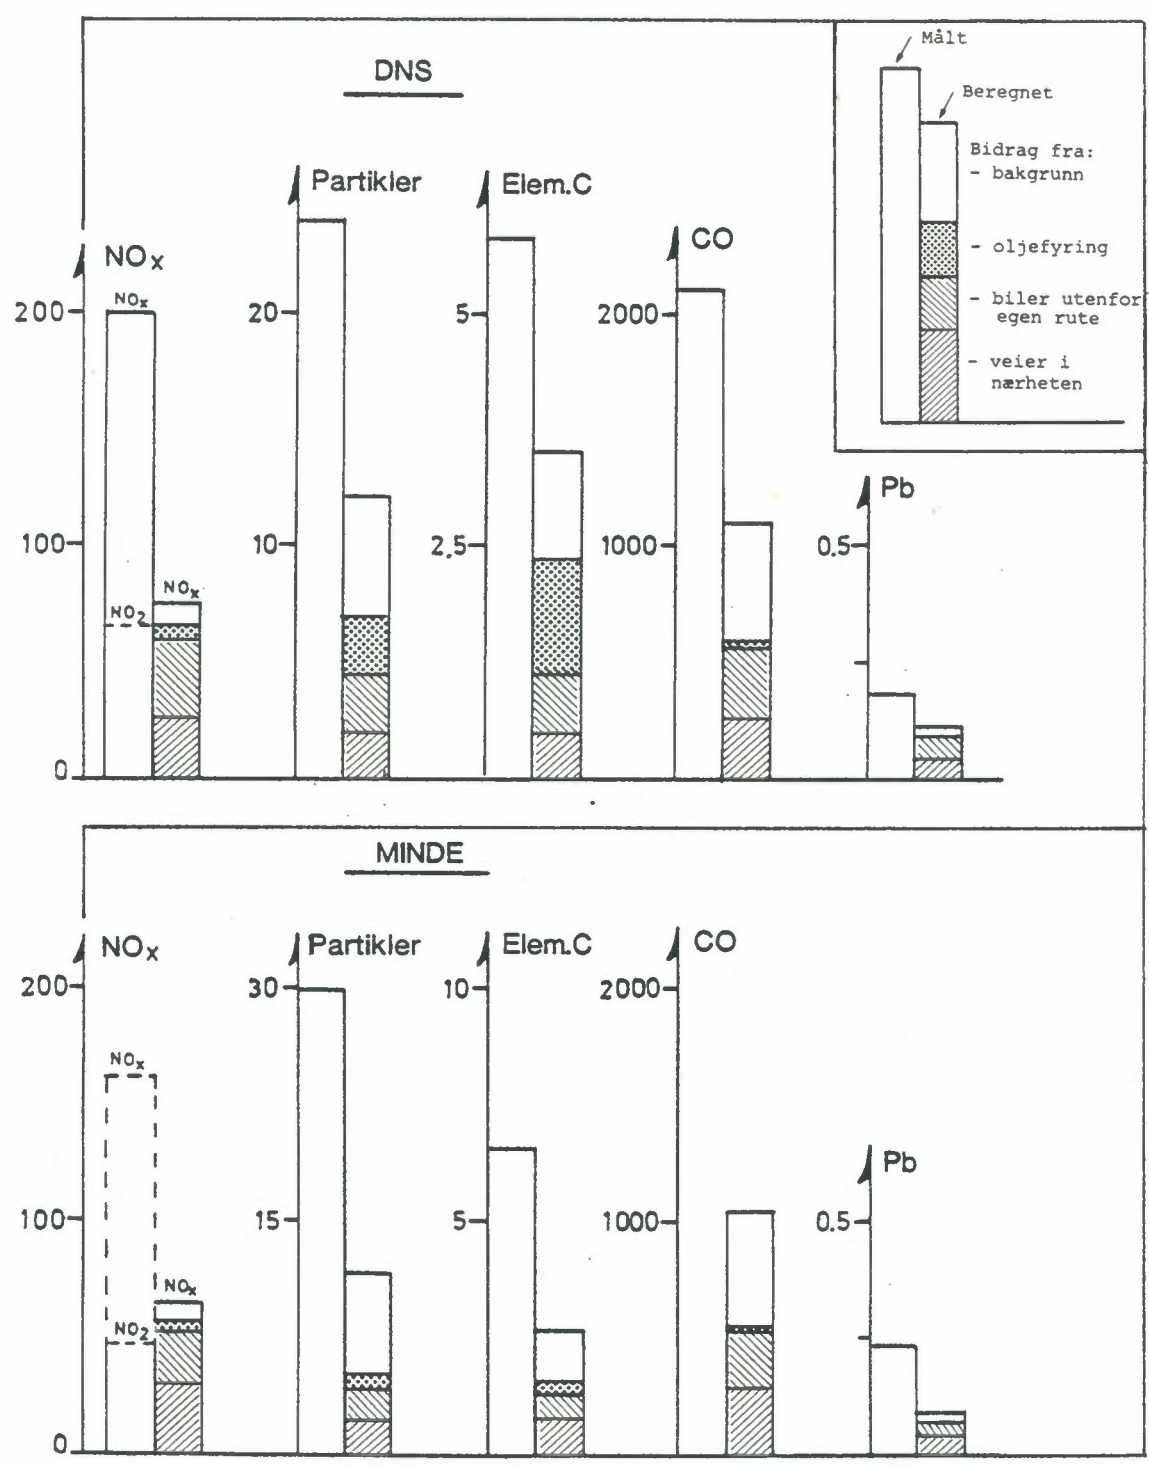 DNS
Målt
Beregnet
Bidrag fra:
- bakgrunn
- oljefyring
- biler utenfor
egen rute
- veier i
nærheten
NOx
200
100
0
NOx
NO2
NOx
Partikler
20
10
Elem.C
5
2,5
CO
2000
1000
Pb
0.5
MINDE
NOx
200
100
0
NOx
NO2
NOx
Partikler
30
15
Elem.C
10
5
CO
2000
1000
Pb
0.5